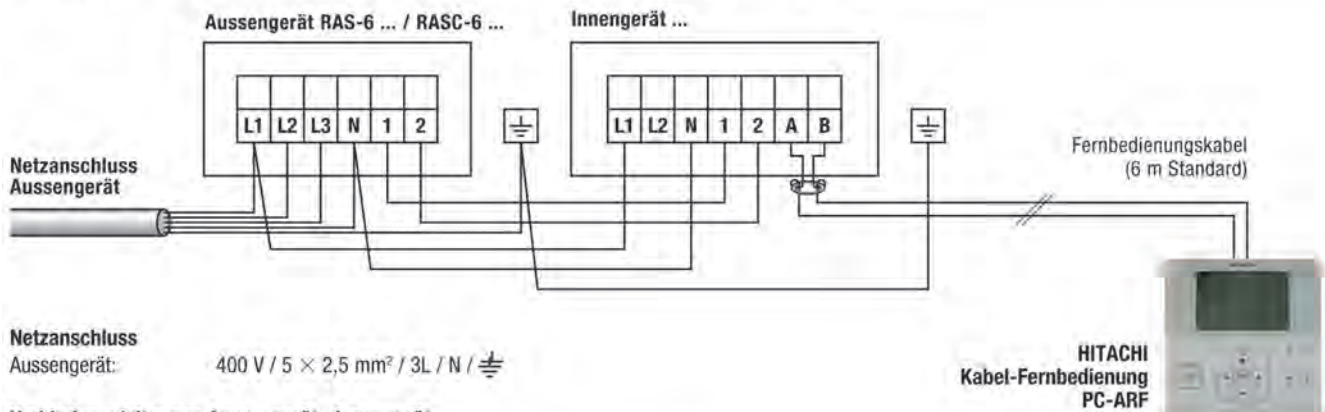 Aussengerät RAS-6 ... / RASC-6 ...
Innengerät ...
L1 L2 L3 N 1 2
L1 L2 N 1 2 A B
Netzanschluss
Aussengerät
Fernbedienungskabel
(6 m Standard)
Netzanschluss
Aussengerät: 400 V / 5 × 2,5 mm² / 3L / N / ⏚
HITACHI
Kabel-Fernbedienung
PC-ARF